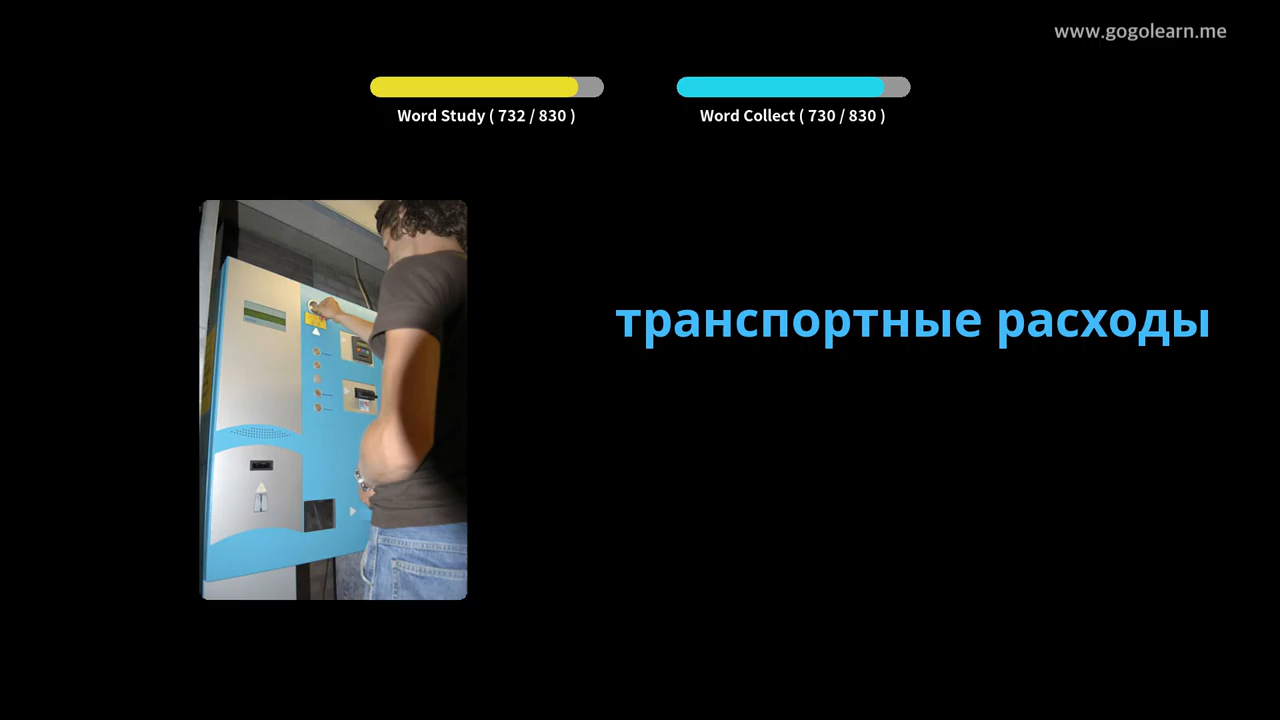 www.gogolearn.me
Word Study ( 732 / 830 )
Word Collect ( 730 / 830 )
транспортные расходы